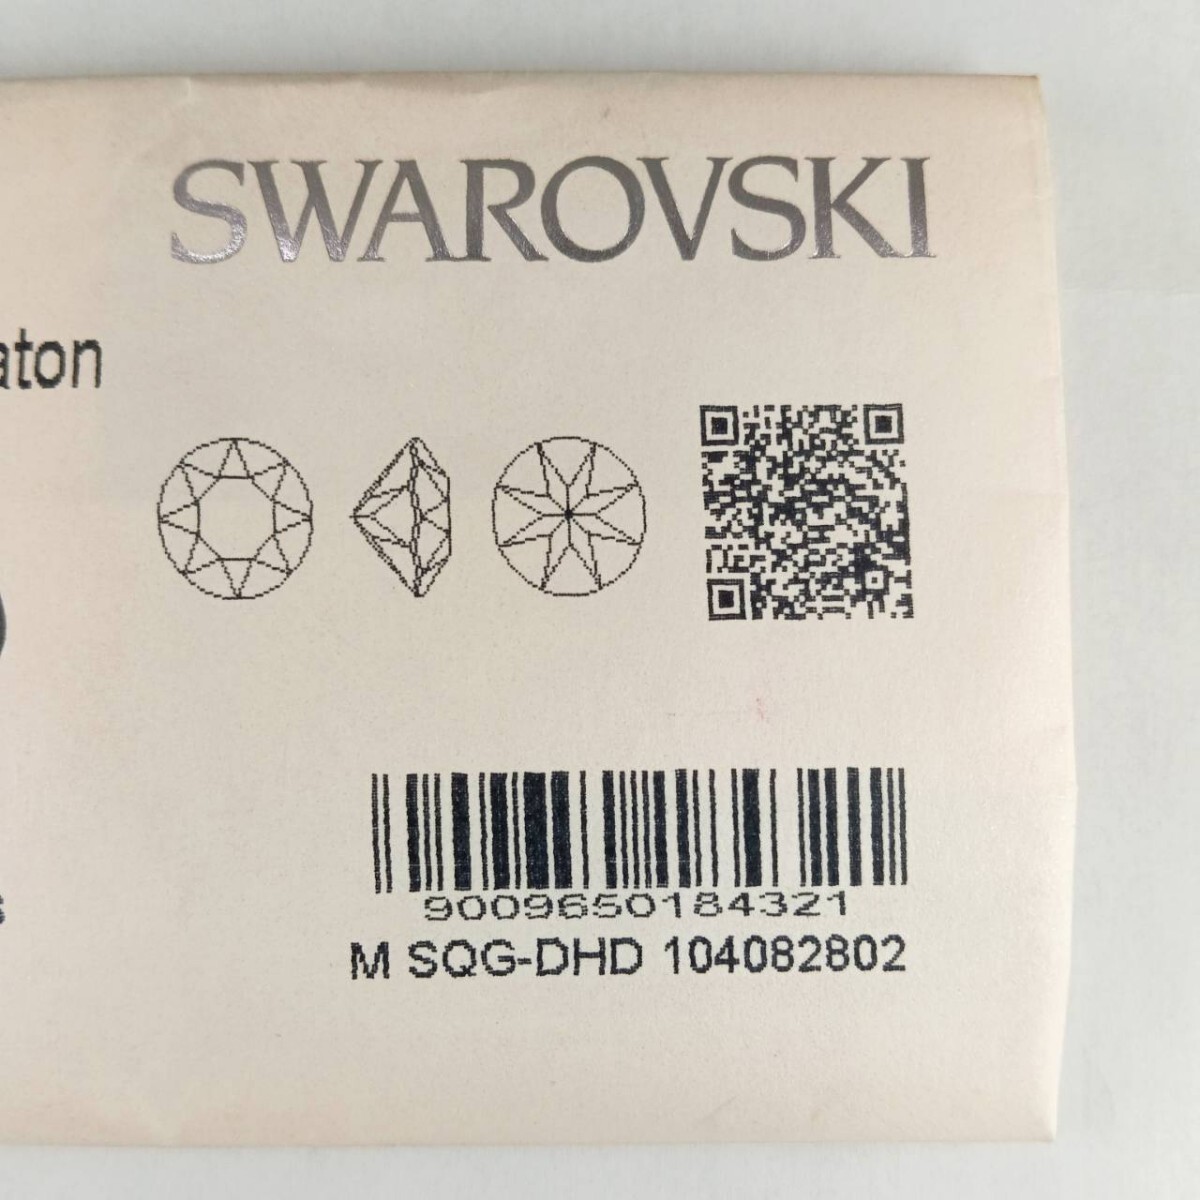 SWAROVSKI
aton
9009650184321
s
M SQG-DHD 104082802